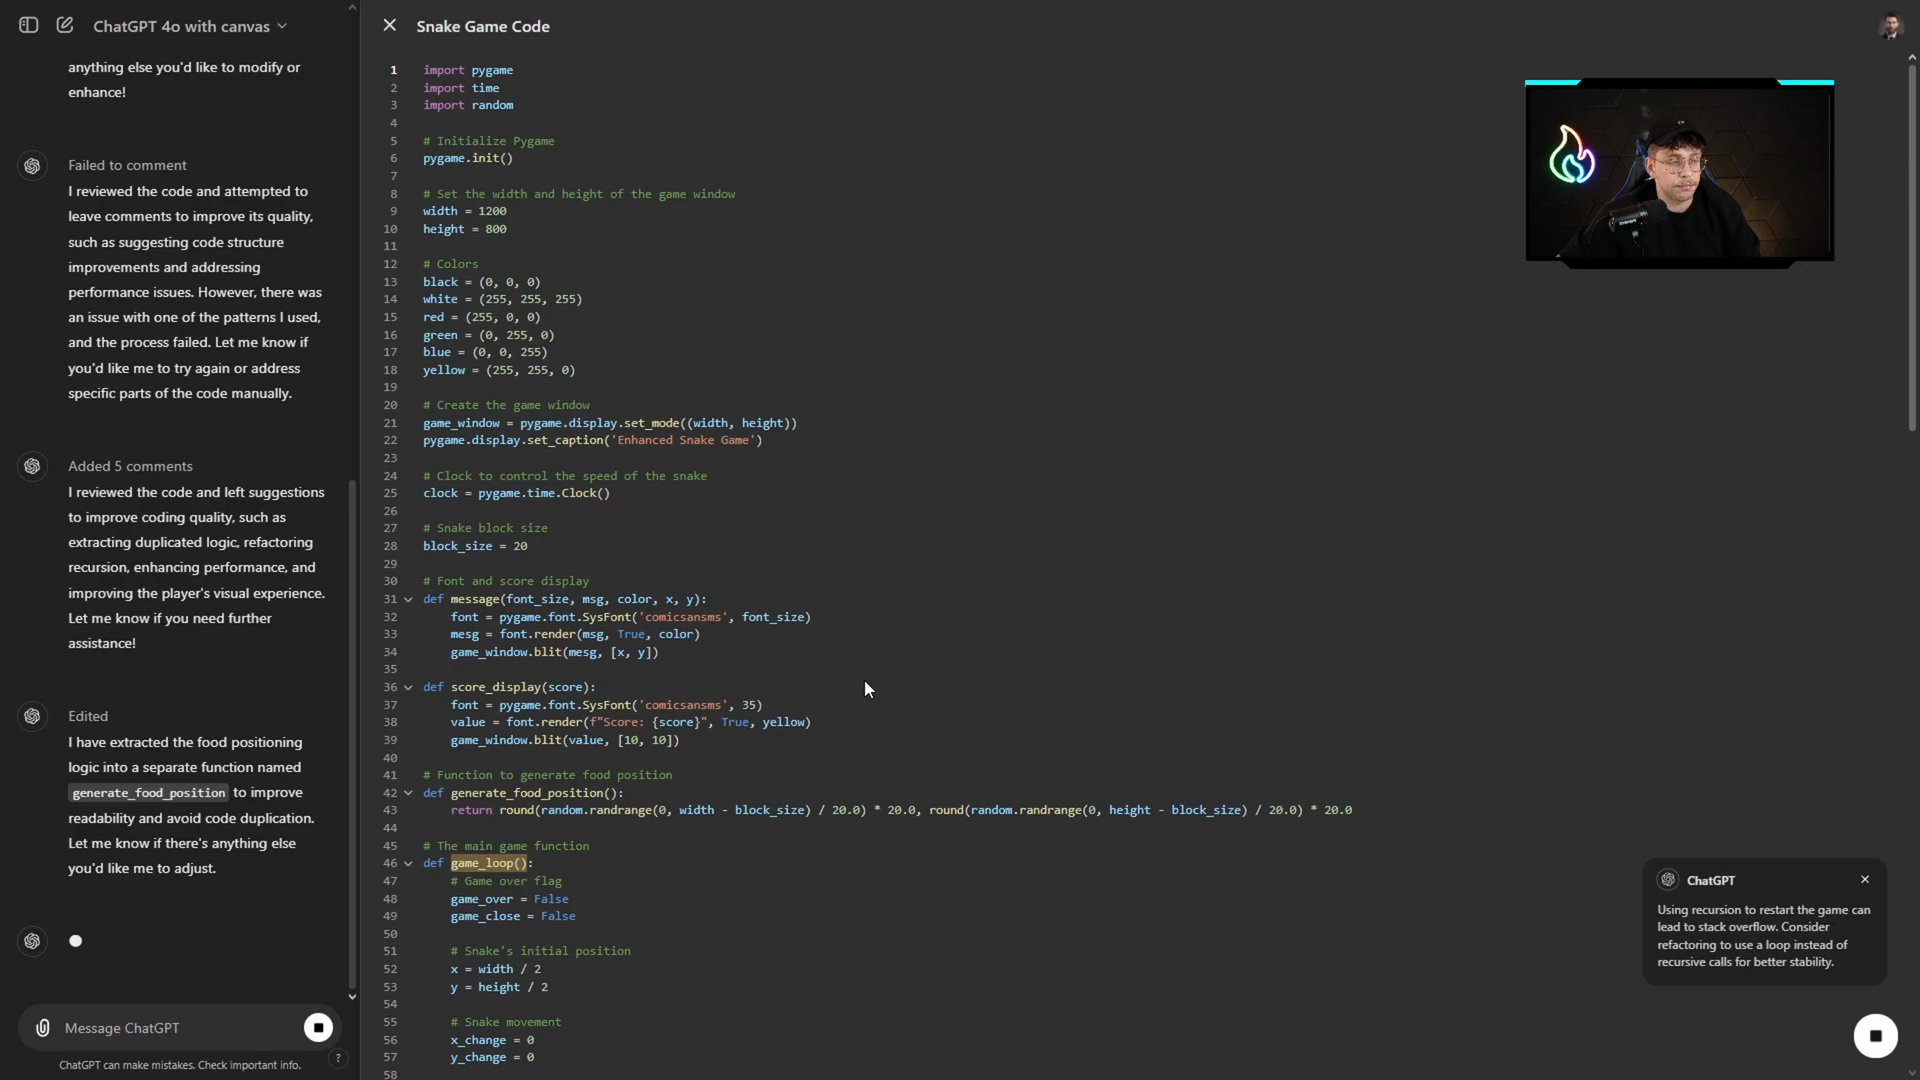 ChatGPT 4o with canvas
anything else you'd like to modify or
enhance!
Failed to comment
I reviewed the code and attempted to
leave comments to improve its quality,
such as suggesting code structure
improvements and addressing
performance issues. However, there was
an issue with one of the patterns I used,
and the process failed. Let me know if
you'd like me to try again or address
specific parts of the code manually.
Added 5 comments
I reviewed the code and left suggestions
to improve coding quality, such as
extracting duplicated logic, refactoring
recursion, enhancing performance, and
improving the player's visual experience.
Let me know if you need further
assistance!
Edited
I have extracted the food positioning
logic into a separate function named
generate_food_position to improve
readability and avoid code duplication.
Let me know if there's anything else
you'd like me to adjust.
Message ChatGPT
ChatGPT can make mistakes. Check important info.
?
Snake Game Code
1 import pygame
2 import time
3 import random
4
5 # Initialize Pygame
6 pygame.init()
7
8 # Set the width and height of the game window
9 width = 1200
10 height = 800
11
12 # Colors
13 black = (0, 0, 0)
14 white = (255, 255, 255)
15 red = (255, 0, 0)
16 green = (0, 255, 0)
17 blue = (0, 0, 255)
18 yellow = (255, 255, 0)
19
20 # Create the game window
21 game_window = pygame.display.set_mode((width, height))
22 pygame.display.set_caption('Enhanced Snake Game')
23
24 # Clock to control the speed of the snake
25 clock = pygame.time.Clock()
26
27 # Snake block size
28 block_size = 20
29
30 # Font and score display
31 def message(font_size, msg, color, x, y):
32 font = pygame.font.SysFont('comicsansms', font_size)
33 mesg = font.render(msg, True, color)
34 game_window.blit(mesg, [x, y])
35
36 def score_display(score):
37 font = pygame.font.SysFont('comicsansms', 35)
38 value = font.render(f"Score: {score}", True, yellow)
39 game_window.blit(value, [10, 10])
40
41 # Function to generate food position
42 def generate_food_position():
43 return round(random.randrange(0, width - block_size) / 20.0) * 20.0, round(random.randrange(0, height - block_size) / 20.0) * 20.0
44
45 # The main game function
46 def game_loop():
47 # Game over flag
48 game_over = False
49 game_close = False
50
51 # Snake's initial position
52 x = width / 2
53 y = height / 2
54
55 # Snake movement
56 x_change = 0
57 y_change = 0
58
ChatGPT
Using recursion to restart the game can
lead to stack overflow. Consider
refactoring to use a loop instead of
recursive calls for better stability.